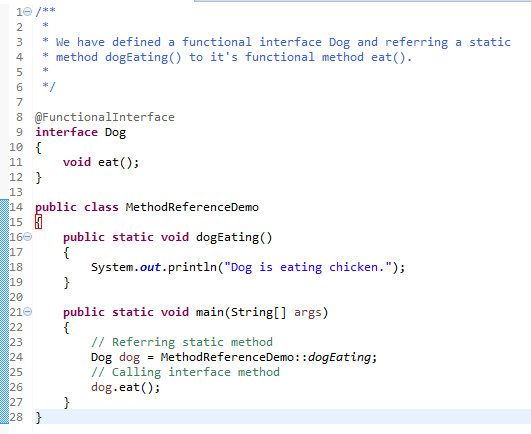 1 /**
2 *
3 * We have defined a functional interface Dog and referring a static
4 * method dogEating() to it's functional method eat().
5 *
6 */
7
8 @FunctionalInterface
9 interface Dog
10 {
11 void eat();
12 }
13
14 public class MethodReferenceDemo
15 {
16 public static void dogEating()
17 {
18 System.out.println("Dog is eating chicken.");
19 }
20
21 public static void main(String[] args)
22 {
23 // Referring static method
24 Dog dog = MethodReferenceDemo::dogEating;
25 // Calling interface method
26 dog.eat();
27 }
28 }